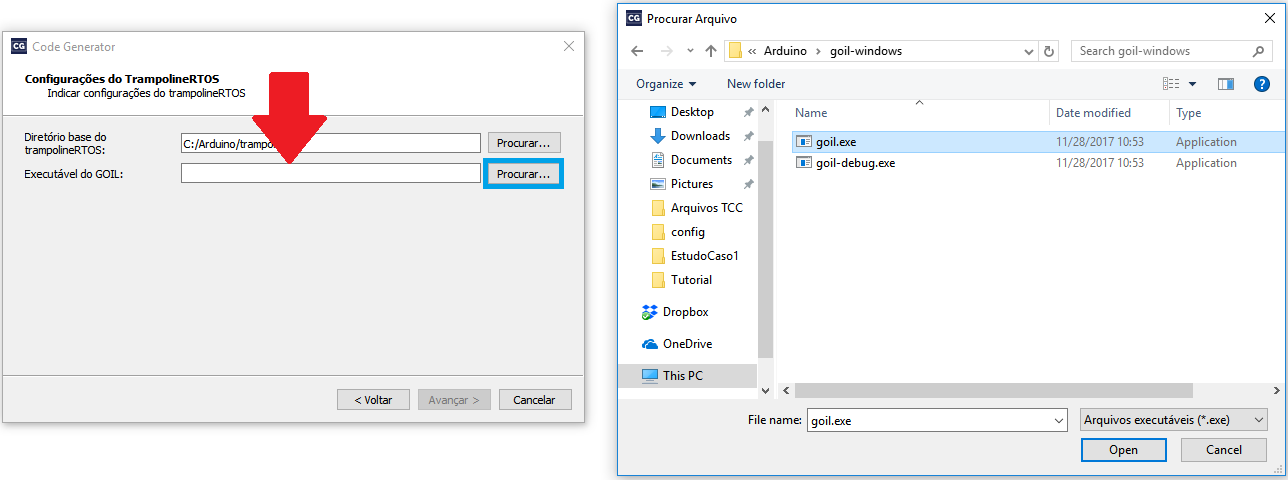 CG Code Generator
Configurações do TrampolineRTOS
Indicar configurações do trampolineRTOS
Diretório base do
trampolineRTOS:
C:/Arduino/trampo
Procurar...
Executável do GOIL:
Procurar...
< Voltar
Avançar >
Cancelar
CG Procurar Arquivo
« Arduino › goil-windows
Search goil-windows
Organize
New folder
Desktop
Downloads
Documents
Pictures
Arquivos TCC
config
EstudoCaso1
Tutorial
Dropbox
OneDrive
This PC
Name Date modified Type
goil.exe 11/28/2017 10:53 Application
goil-debug.exe 11/28/2017 10:53 Application
File name: goil.exe
Arquivos executáveis (*.exe)
Open
Cancel